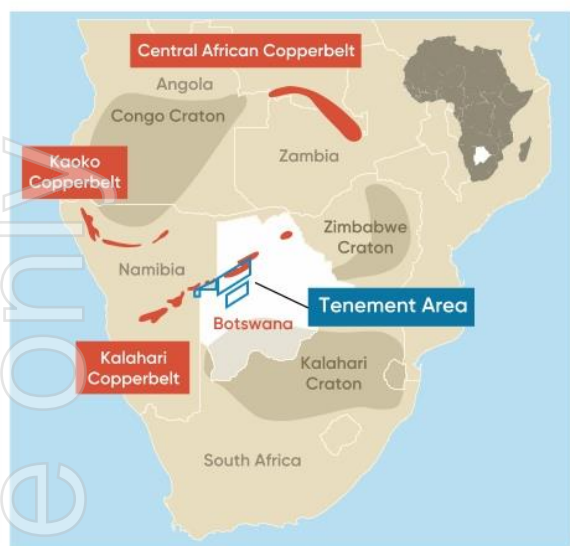 Central African Copperbelt
Angola
Congo Craton
Kaoko
Copperbelt
Zambia
Zimbabwe
Craton
Namibia
Tenement Area
Botswana
Kalahari
Copperbelt
Kalahari
Craton
South Africa
e only